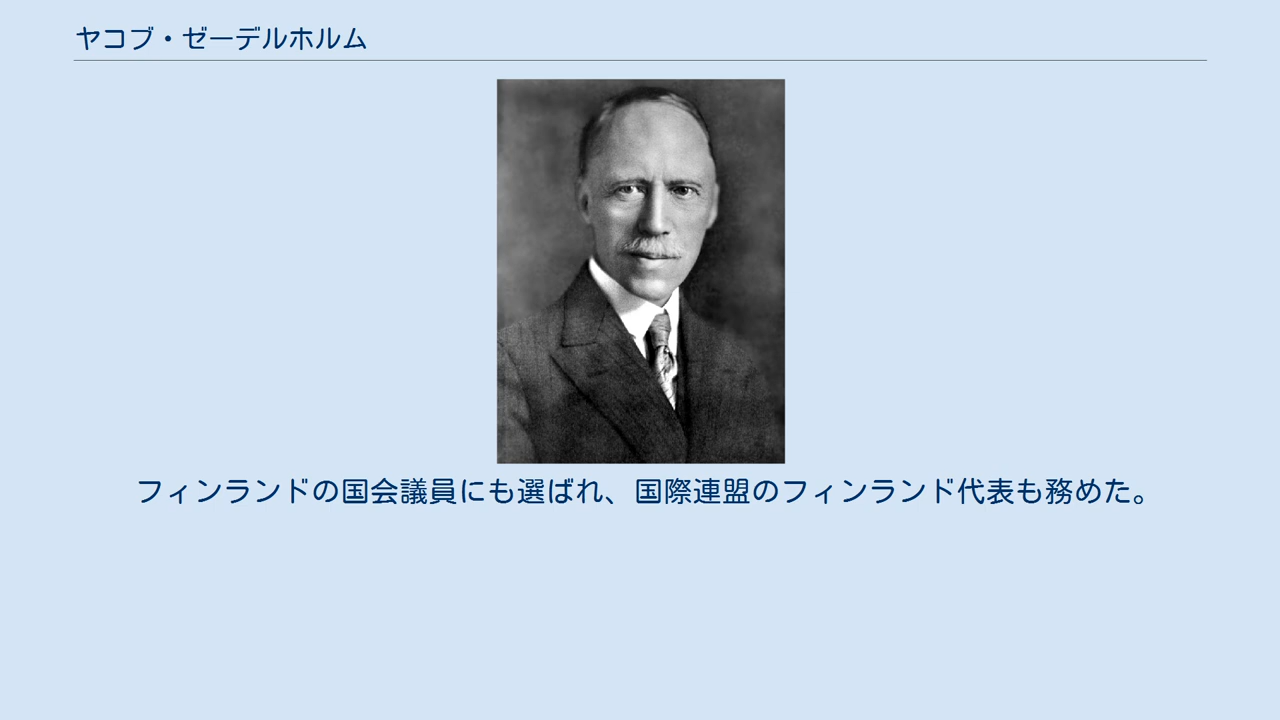 ヤコブ・ゼーデルホルム
フィンランドの国会議員にも選ばれ、国際連盟のフィンランド代表も務めた。